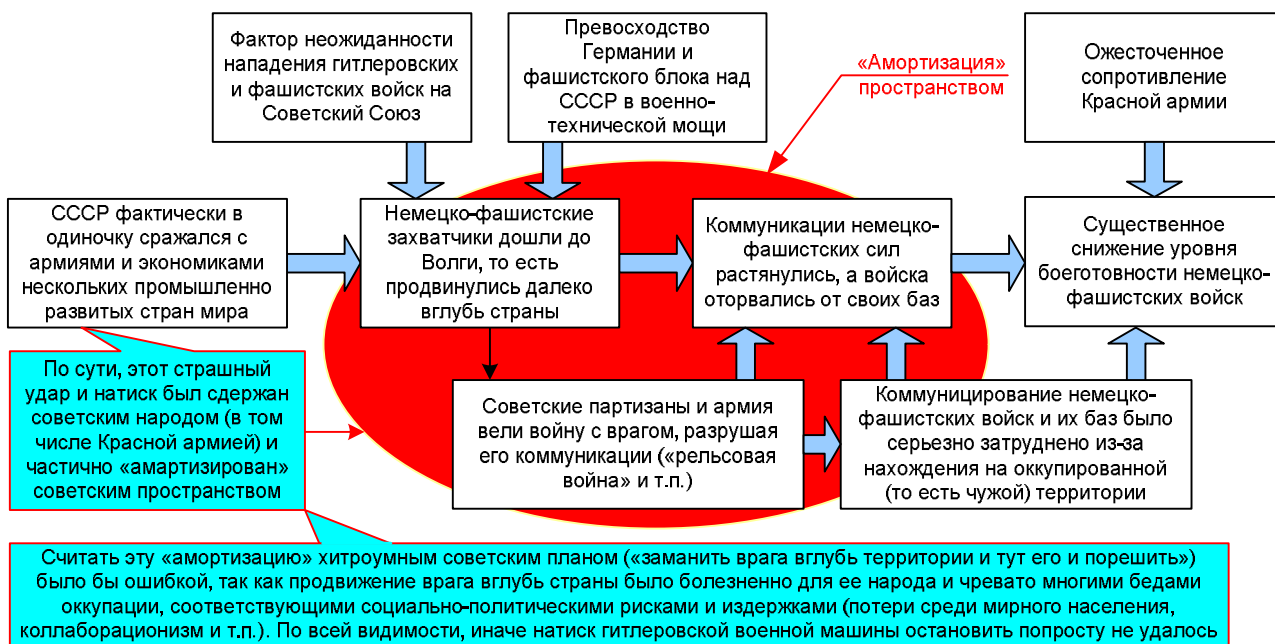 Фактор неожиданности
нападения гитлеровских
и фашистских войск на
Советский Союз
Превосходство
Германии и
фашистского блока над
СССР в военно-
технической мощи
«Амортизация»
пространством
Ожесточенное
сопротивление
Красной армии
СССР фактически в
одиночку сражался с
армиями и экономиками
нескольких промышленно
развитых стран мира
Немецко-фашистские
захватчики дошли до
Волги, то есть
продвинулись далеко
вглубь страны
Коммуникации немецко-
фашистских сил
растянулись, а войска
оторвались от своих баз
Существенное
снижение уровня
боеготовности немецко-
фашистских войск
По сути, этот страшный
удар и натиск был сдержан
советским народом (в том
числе Красной армией) и
частично «амартизирован»
советским пространством
Советские партизаны и армия
вели войну с врагом, разрушая
его коммуникации («рельсовая
война» и т.п.)
Коммуницирование немецко-
фашистских войск и их баз было
серьезно затруднено из-за
нахождения на оккупированной
(то есть чужой) территории
Считать эту «амортизацию» хитроумным советским планом («заманить врага вглубь территории и тут его и порешить»)
было бы ошибкой, так как продвижение врага вглубь страны было болезненно для ее народа и чревато многими бедами
оккупации, соответствующими социально-политическими рисками и издержками (потери среди мирного населения,
коллаборационизм и т.п.). По всей видимости, иначе натиск гитлеровской военной машины остановить попросту не удалось